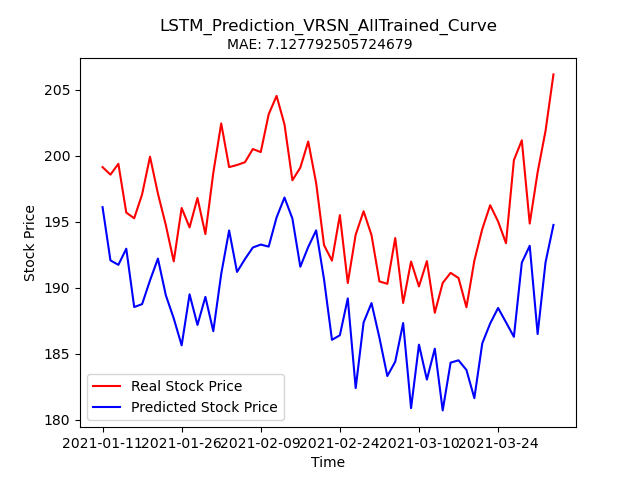 LSTM_Prediction_VRSN_AllTrained_Curve
MAE: 7.127792505724679
Stock Price
205
200
195
190
185
180
Real Stock Price
Predicted Stock Price
2021-01-11 2021-01-26 2021-02-09 2021-02-24 2021-03-10 2021-03-24
Time